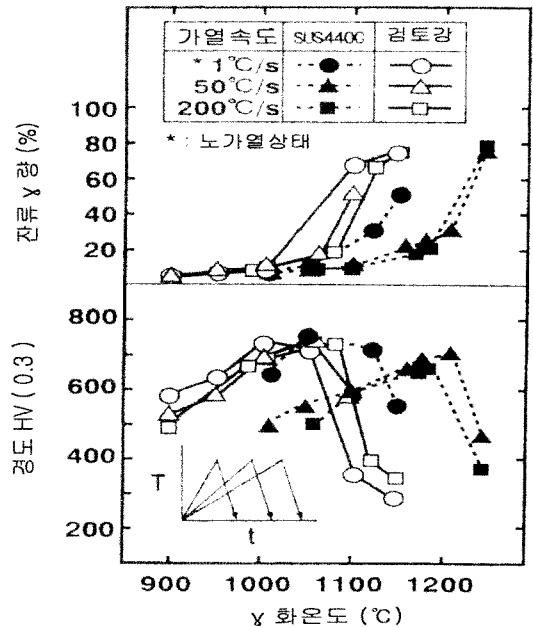 가열속도 SUS440C 검토강
* 1℃/s
50℃/s
200℃/s
* : 노가열상태
잔류 γ 량 (%)
100
80
60
40
20
경도 HV ( 0.3 )
800
600
400
200
T
t
900 1000 1100 1200
γ 화온도 (℃)